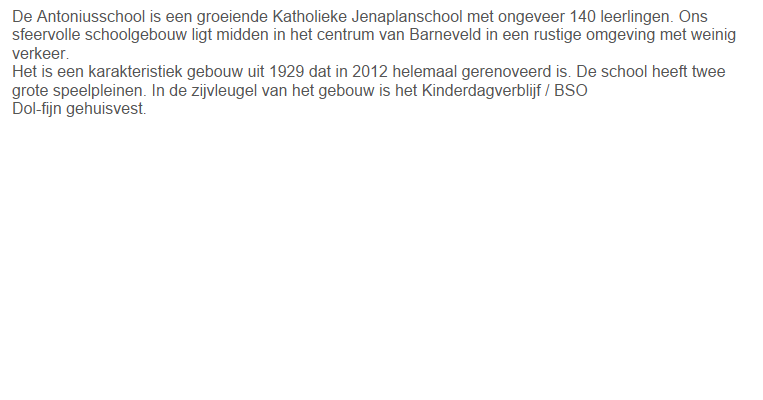 De Antoniusschool is een groeiende Katholieke Jenaplanschool met ongeveer 140 leerlingen. Ons
sfeervolle schoolgebouw ligt midden in het centrum van Barneveld in een rustige omgeving met weinig
verkeer.
Het is een karakteristiek gebouw uit 1929 dat in 2012 helemaal gerenoveerd is. De school heeft twee
grote speelpleinen. In de zijvleugel van het gebouw is het Kinderdagverblijf / BSO
Dol-fijn gehuisvest.